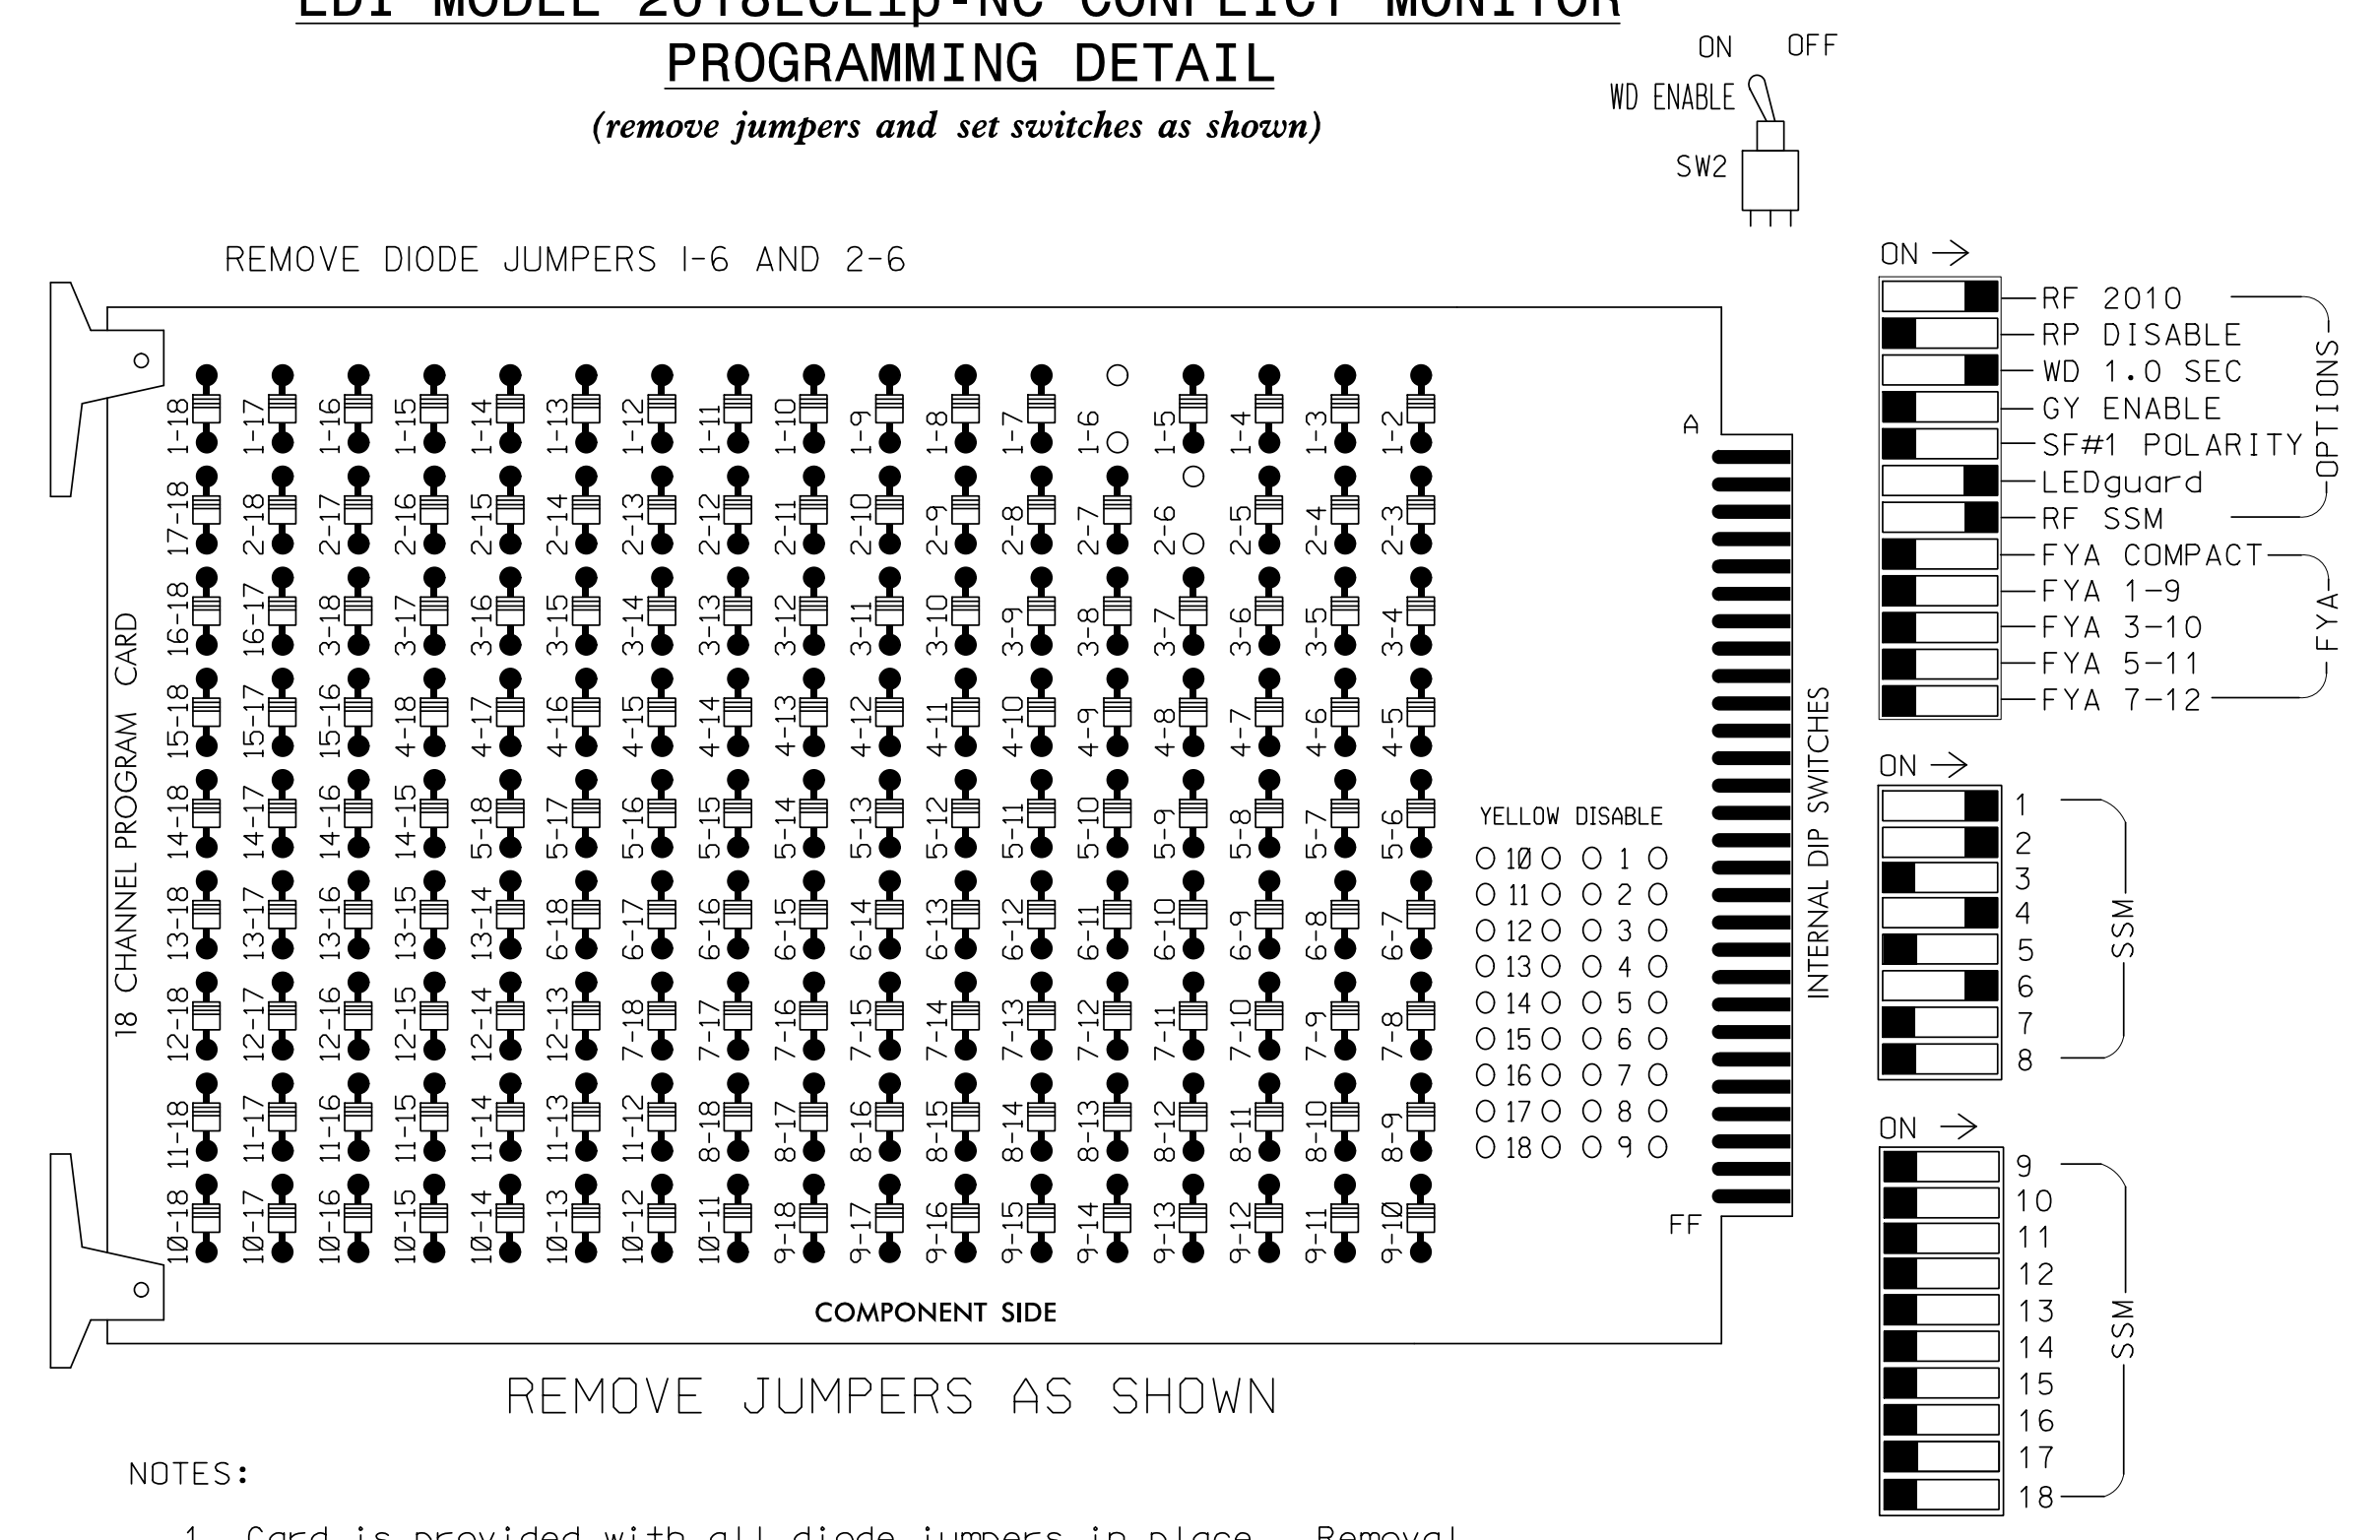 PROGRAMMING DETAIL
(remove jumpers and set switches as shown)
ON OFF
WD ENABLE
SW2
REMOVE DIODE JUMPERS 1-6 AND 2-6
18 CHANNEL PROGRAM CARD
1-18 1-17 1-16 1-15 1-14 1-13 1-12 1-11 1-10 1-9 1-8 1-7 1-6 1-5 1-4 1-3 1-2
17-18 2-18 2-17 2-16 2-15 2-14 2-13 2-12 2-11 2-10 2-9 2-8 2-7 2-6 2-5 2-4 2-3
16-18 16-17 3-18 3-17 3-16 3-15 3-14 3-13 3-12 3-11 3-10 3-9 3-8 3-7 3-6 3-5 3-4
15-18 15-17 15-16 4-18 4-17 4-16 4-15 4-14 4-13 4-12 4-11 4-10 4-9 4-8 4-7 4-6 4-5
14-18 14-17 14-16 14-15 5-18 5-17 5-16 5-15 5-14 5-13 5-12 5-11 5-10 5-9 5-8 5-7 5-6
13-18 13-17 13-16 13-15 13-14 6-18 6-17 6-16 6-15 6-14 6-13 6-12 6-11 6-10 6-9 6-8 6-7
12-18 12-17 12-16 12-15 12-14 12-13 7-18 7-17 7-16 7-15 7-14 7-13 7-12 7-11 7-10 7-9 7-8
11-18 11-17 11-16 11-15 11-14 11-13 11-12 8-18 8-17 8-16 8-15 8-14 8-13 8-12 8-11 8-10 8-9
10-18 10-17 10-16 10-15 10-14 10-13 10-12 10-11 9-18 9-17 9-16 9-15 9-14 9-13 9-12 9-11 9-10
YELLOW DISABLE
10 1
11 2
12 3
13 4
14 5
15 6
16 7
17 8
18 9
A
FF
COMPONENT SIDE
REMOVE JUMPERS AS SHOWN
INTERNAL DIP SWITCHES
ON →
RF 2010
RP DISABLE
WD 1.0 SEC
GY ENABLE
SF#1 POLARITY
LEDguard
RF SSM
OPTIONS
FYA COMPACT
FYA 1-9
FYA 3-10
FYA 5-11
FYA 7-12
FYA
ON →
1
2
3
4
5
6
7
8
SSM
ON →
9
10
11
12
13
14
15
16
17
18
SSM
NOTES:
1. Card is provided with all diode jumpers in place. Removal